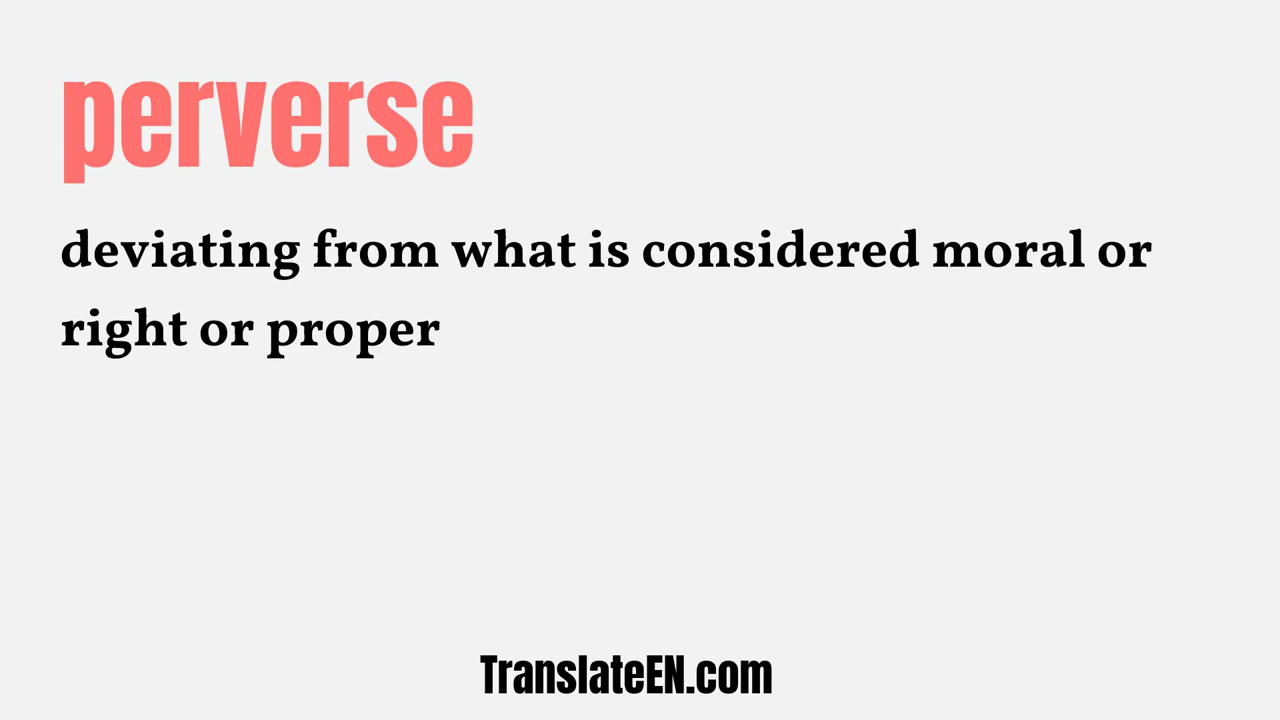 perverse
deviating from what is considered moral or
right or proper
TranslateEN.com